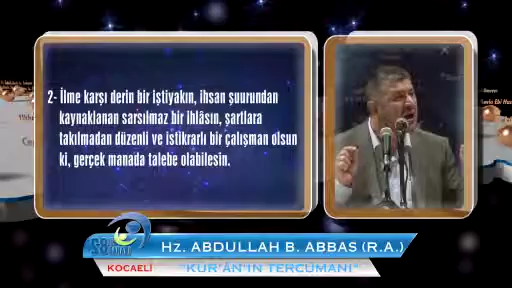 2- İlme karşı derin bir iştiyakın, ihsan şuurundan
kaynaklanan sarsılmaz bir ihlâsın, şartlara
takılmadan düzenli ve istikrarlı bir çalışman olsun
ki, gerçek manada talebe olabilesin.
Hz. ABDULLAH B. ABBAS (R.A.)
KOCAELİ
"KUR'ÂN'IN TERCÜMANI"